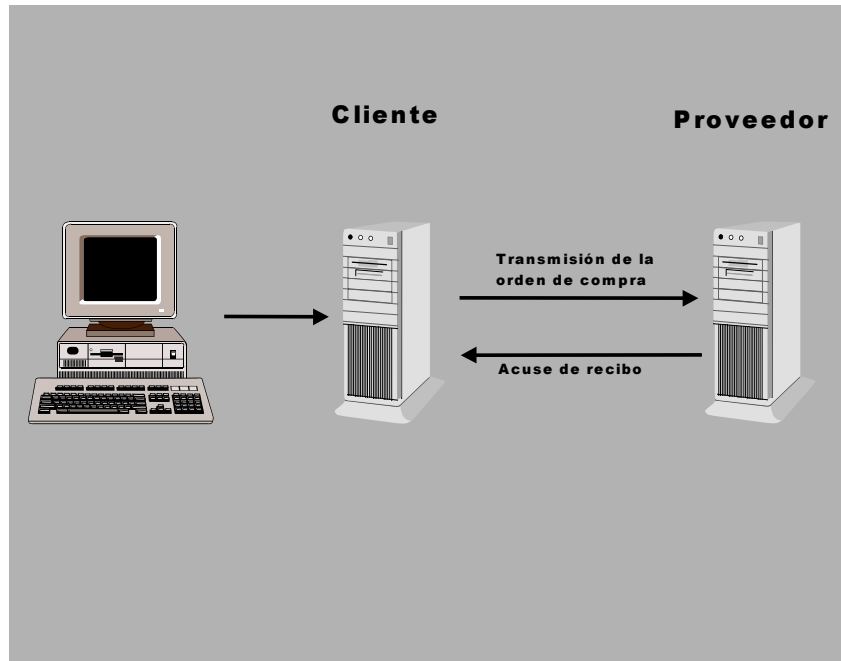 Cliente
Proveedor
Transmisión de la
orden de compra
Acuse de recibo